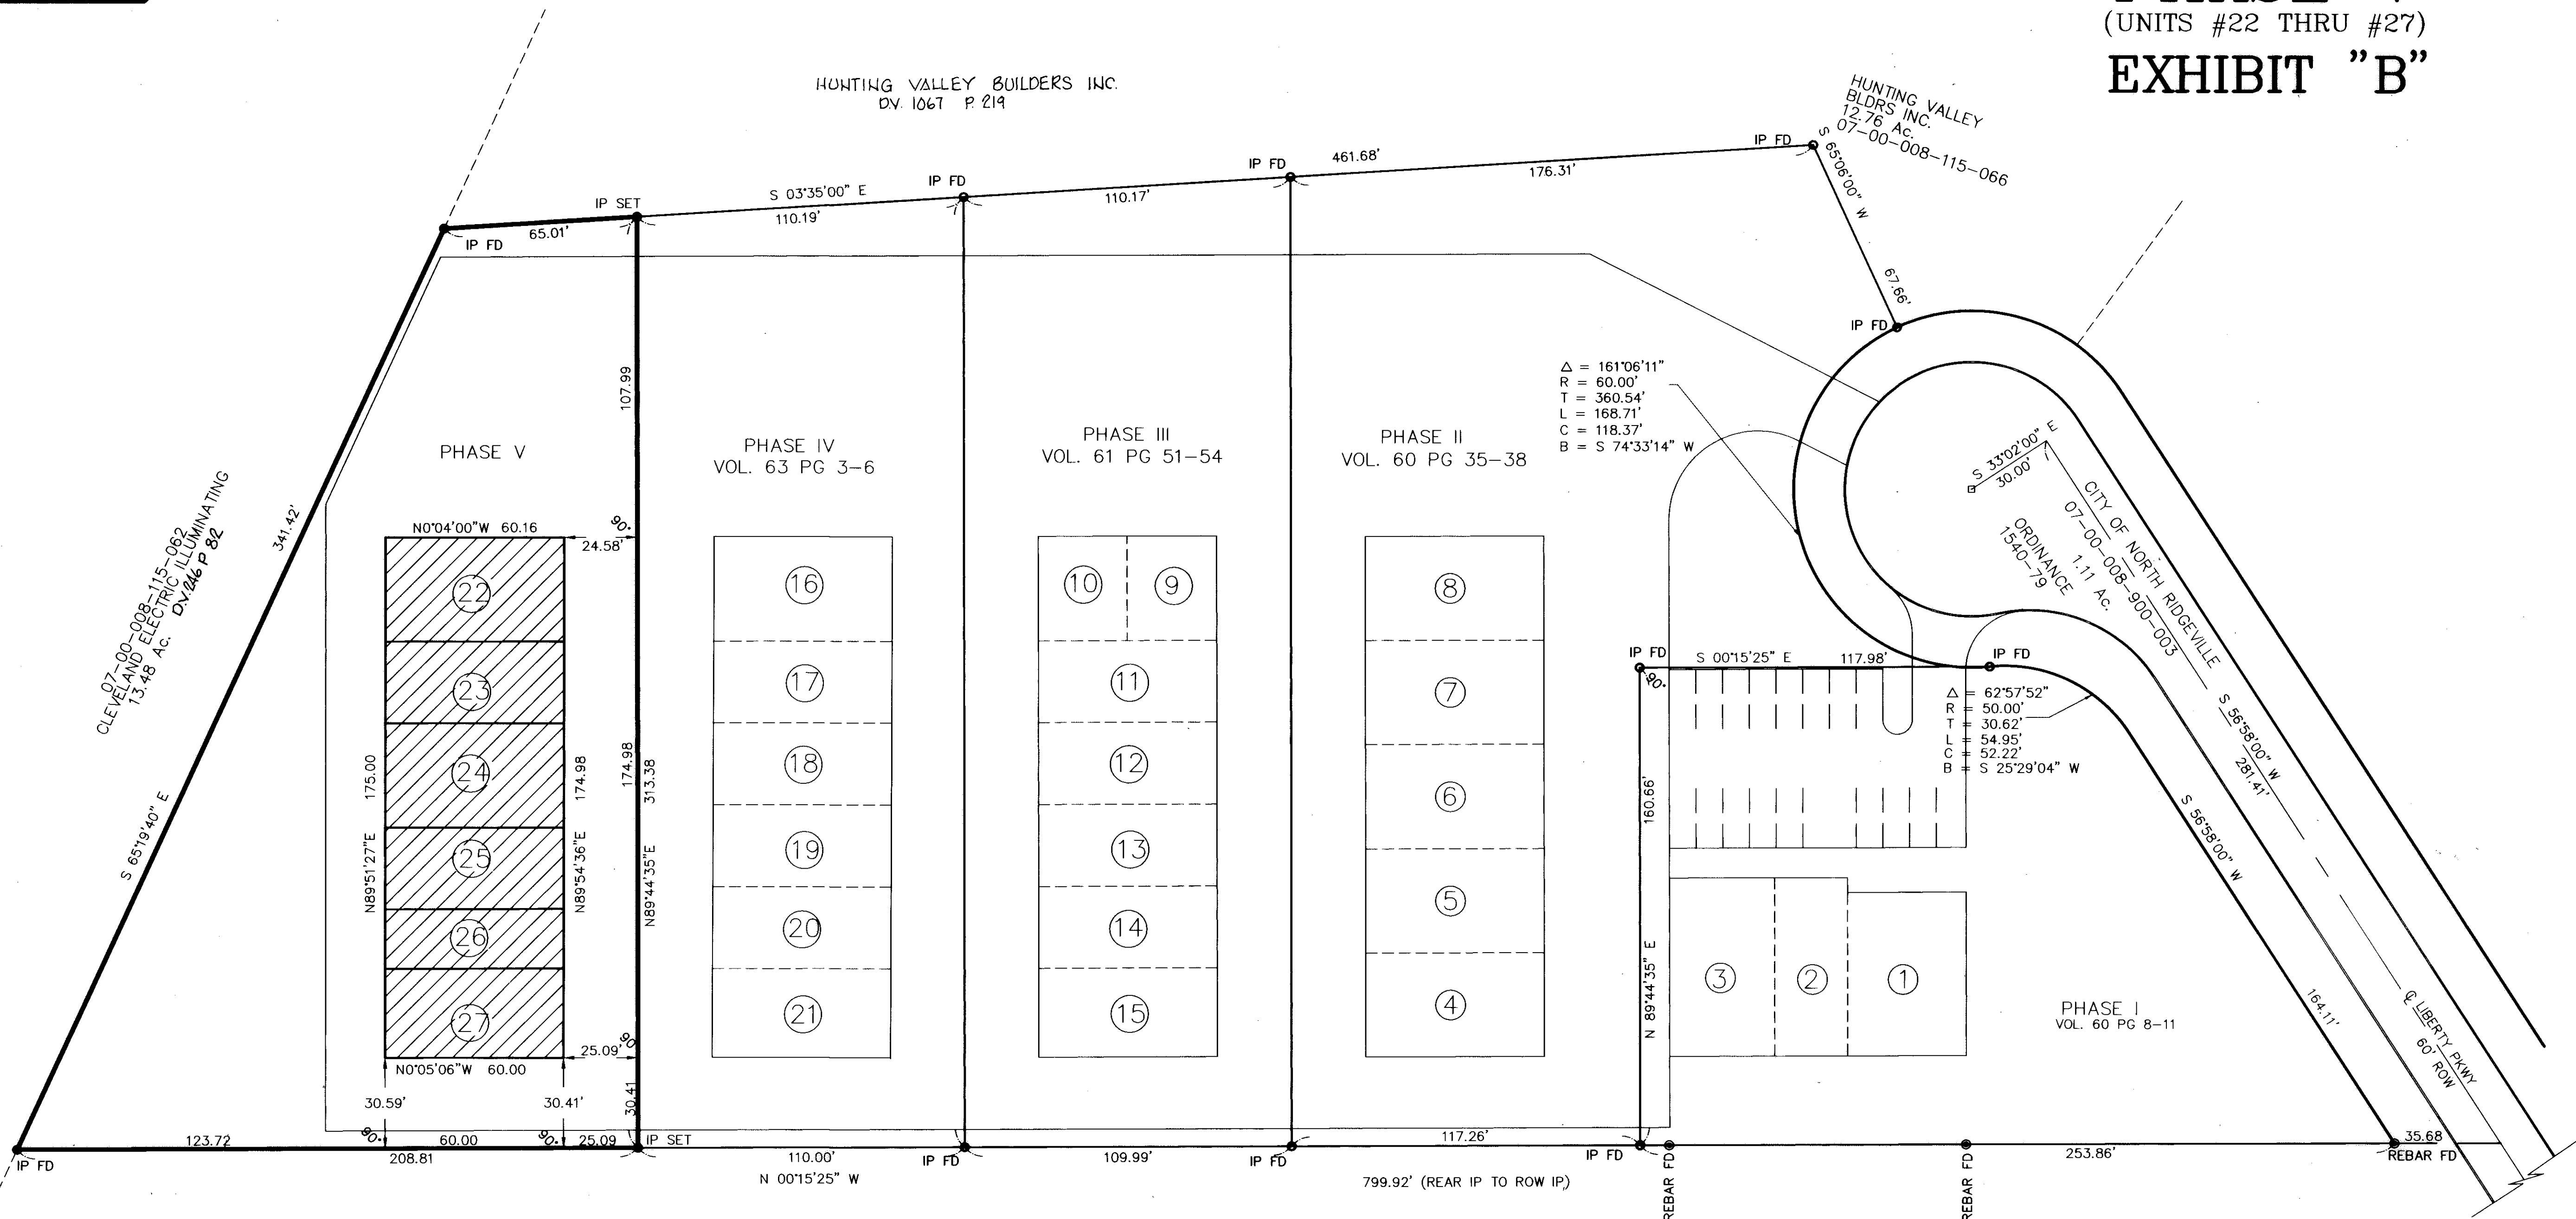 (UNITS #22 THRU #27)
EXHIBIT "B"
HUNTING VALLEY BUILDERS INC.
D.V. 1067 P. 219
HUNTING VALLEY
BLDRS INC.
12.76 Ac.
07-00-008-115-066
IP FD
S 65°06'00" W
67.66'
IP FD
461.68'
176.31'
IP FD
110.17'
IP FD
S 03°35'00" E
110.19'
IP SET
65.01'
IP FD
341.42'
S 65°19'40" E
07-00-008-115-062
CLEVELAND ELECTRIC ILLUMINATING
13.48 Ac. D.V. 246 P 82
107.99
PHASE V
PHASE IV
VOL. 63 PG 3-6
PHASE III
VOL. 61 PG 51-54
PHASE II
VOL. 60 PG 35-38
Δ = 161°06'11"
R = 60.00'
T = 360.54'
L = 168.71'
C = 118.37'
B = S 74°33'14" W
S 33°02'00" E
30.00'
CITY OF NORTH RIDGEVILLE
07-00-008-900-003
1.11 Ac.
ORDINANCE
1540-79
N0°04'00"W 60.16
90°
24.58'
22
23
24
25
26
27
175.00
N89°51'27"E
174.98
N89°54'36"E
174.98
313.38
N89°44'35"E
N0°05'06"W 60.00
25.09'
90
30.41
30.59'
30.41'
90°
60.00
90°
25.09
16
17
18
19
20
21
10
9
11
12
13
14
15
8
7
6
5
4
IP FD
S 00°15'25" E
117.98'
IP FD
90°
160.66'
N 89°44'35" E
3
2
1
Δ = 62°57'52"
R = 50.00'
T = 30.62'
L = 54.95'
C = 52.22'
B = S 25°29'04" W
S 56°58'00" W
281.41'
S 56°58'00" W
164.11'
PHASE I
VOL. 60 PG 8-11
℄ LIBERTY PKWY
60' ROW
IP FD
123.72
208.81
IP SET
110.00'
N 00°15'25" W
IP FD
109.99'
IP FD
117.26'
799.92' (REAR IP TO ROW IP)
IP FD
REBAR FD
REBAR FD
253.86'
35.68
REBAR FD